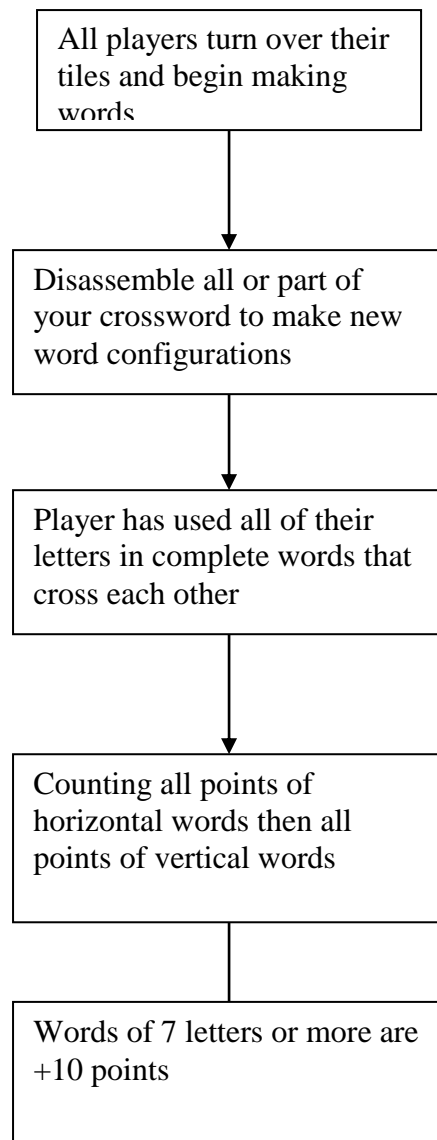 All players turn over their
tiles and begin making
words
Disassemble all or part of
your crossword to make new
word configurations
Player has used all of their
letters in complete words that
cross each other
Counting all points of
horizontal words then all
points of vertical words
Words of 7 letters or more are
+10 points